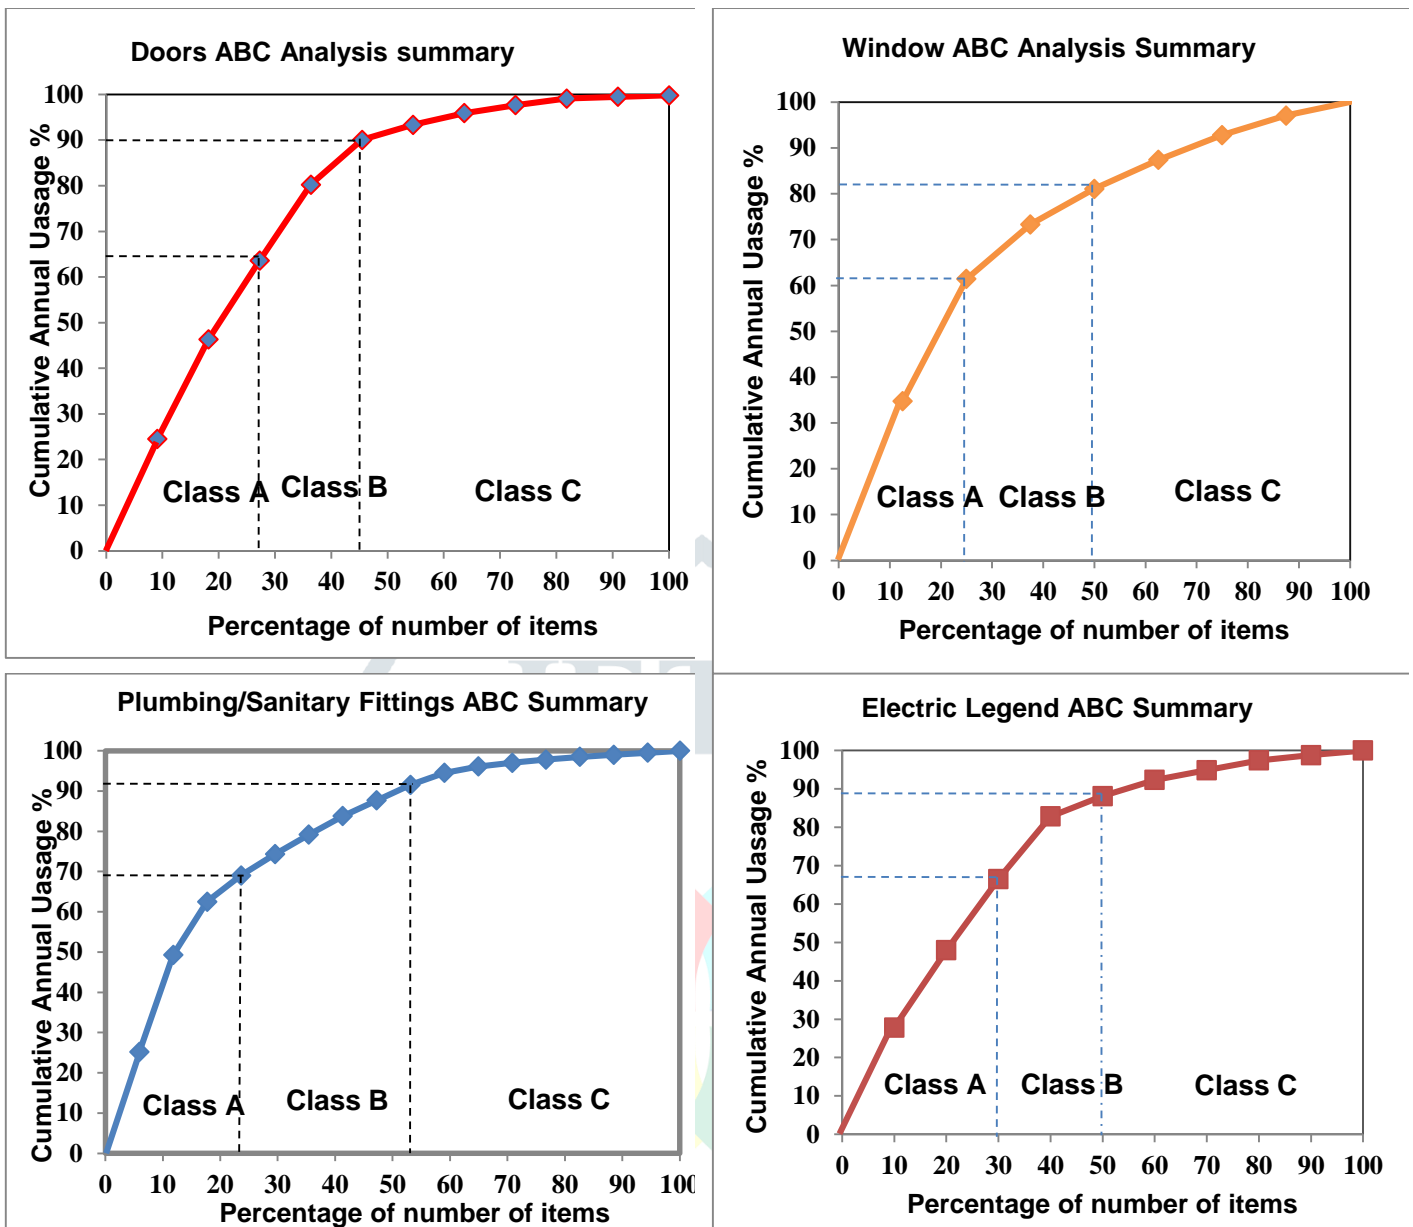 Doors ABC Analysis summary
Cumulative Annual Uasage %
100
90
80
70
60
50
40
30
20
10
0
Class A
Class B
Class C
0 10 20 30 40 50 60 70 80 90 100
Percentage of number of items
Window ABC Analysis Summary
Cumulative Annual Uasage %
100
90
80
70
60
50
40
30
20
10
0
Class A
Class B
Class C
0 10 20 30 40 50 60 70 80 90 100
Percentage of number of items
Plumbing/Sanitary Fittings ABC Summary
Cumulative Annual Uasage %
100
90
80
70
60
50
40
30
20
10
0
Class A
Class B
Class C
0 10 20 30 40 50 60 70 80 90 100
Percentage of number of items
Electric Legend ABC Summary
Cumulative Annual Uasage %
100
90
80
70
60
50
40
30
20
10
0
Class A
Class B
Class C
0 10 20 30 40 50 60 70 80 90 100
Percentage of number of items